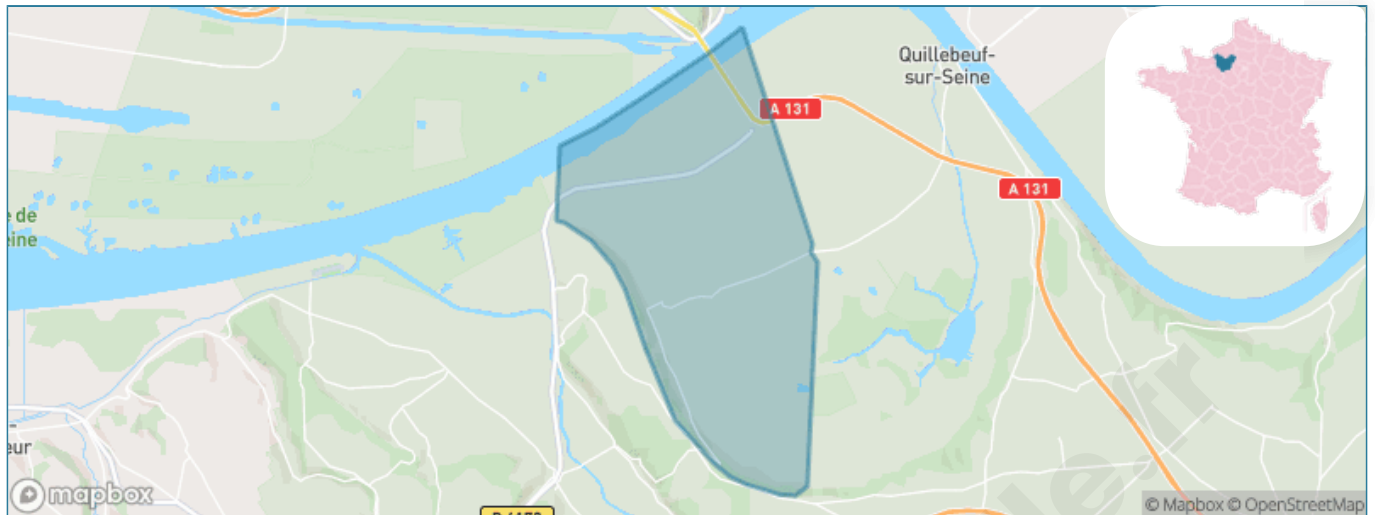 Quillebeuf-
sur-Seine
A 131
A 131
e de
eine
-
eur
mapbox
© Mapbox © OpenStreetMap